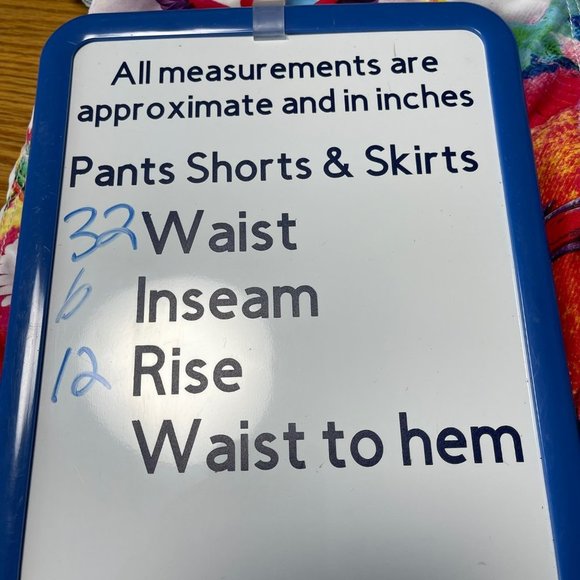 All measurements are
approximate and in inches
Pants Shorts & Skirts
32 Waist
6 Inseam
12 Rise
Waist to hem